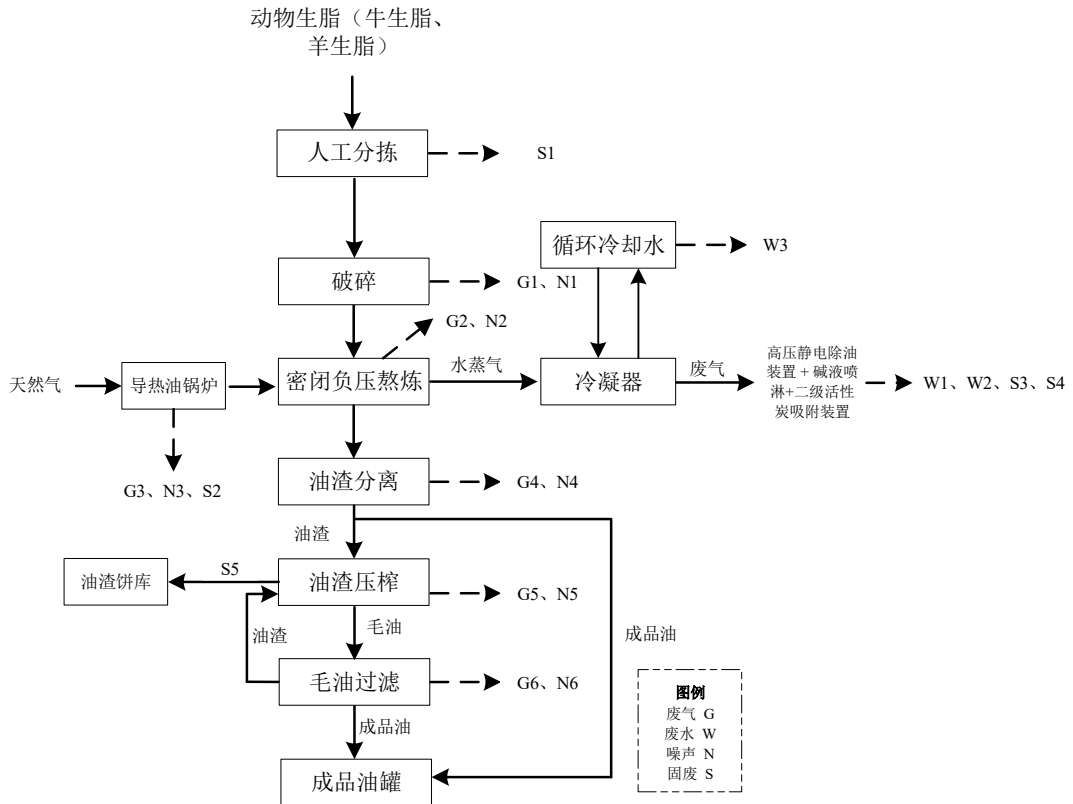 动物生脂（牛生脂、
羊生脂）
人工分拣
S1
循环冷却水
W3
破碎
G1、N1
G2、N2
天然气
导热油锅炉
密闭负压熬炼
水蒸气
冷凝器
废气
高压静电除油
装置＋碱液喷
淋+二级活性
炭吸附装置
W1、W2、S3、S4
G3、N3、S2
油渣分离
G4、N4
油渣
油渣饼库
S5
油渣压榨
G5、N5
油渣
毛油
成品油
毛油过滤
G6、N6
成品油
成品油罐
图例
废气 G
废水 W
噪声 N
固废 S